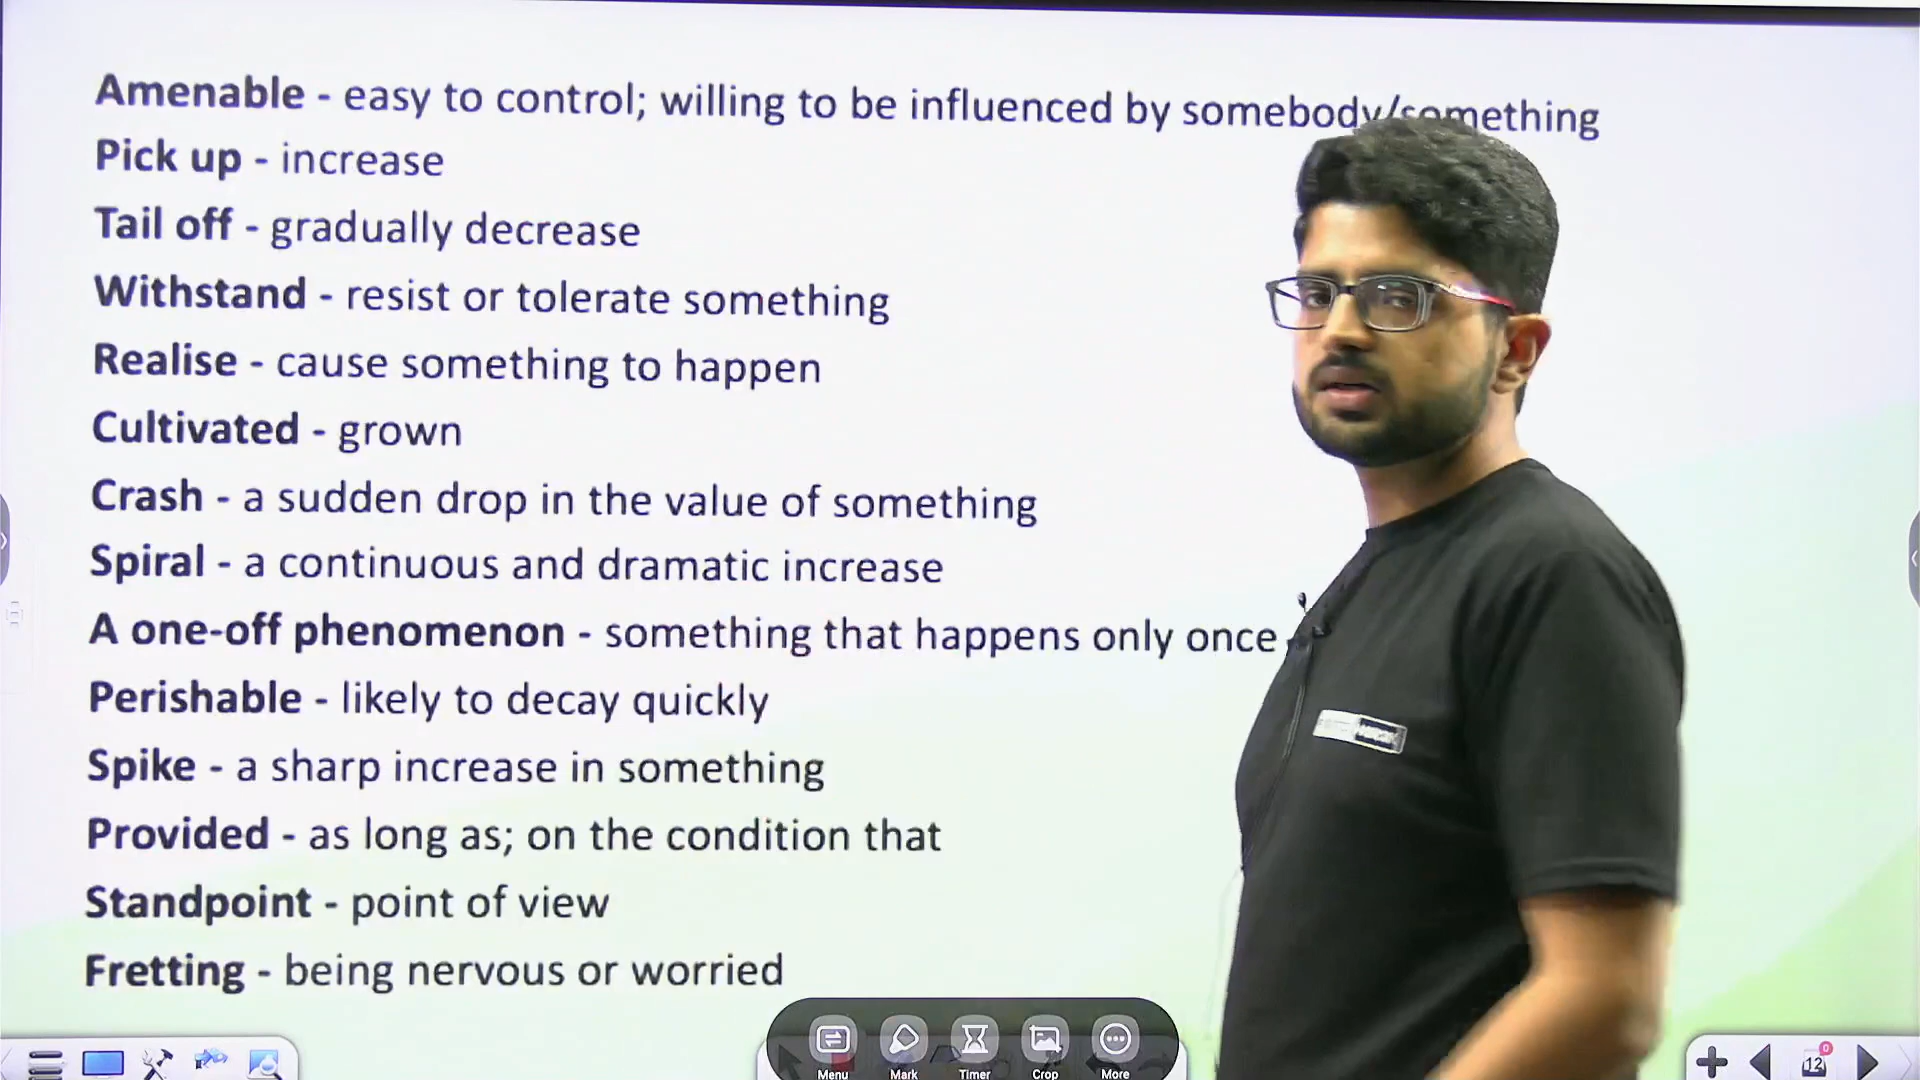 Amenable - easy to control; willing to be influenced by somebody/something
Pick up - increase
Tail off - gradually decrease
Withstand - resist or tolerate something
Realise - cause something to happen
Cultivated - grown
Crash - a sudden drop in the value of something
Spiral - a continuous and dramatic increase
A one-off phenomenon - something that happens only once
Perishable - likely to decay quickly
Spike - a sharp increase in something
Provided - as long as; on the condition that
Standpoint - point of view
Fretting - being nervous or worried
Menu Mark Timer Crop More
12
0